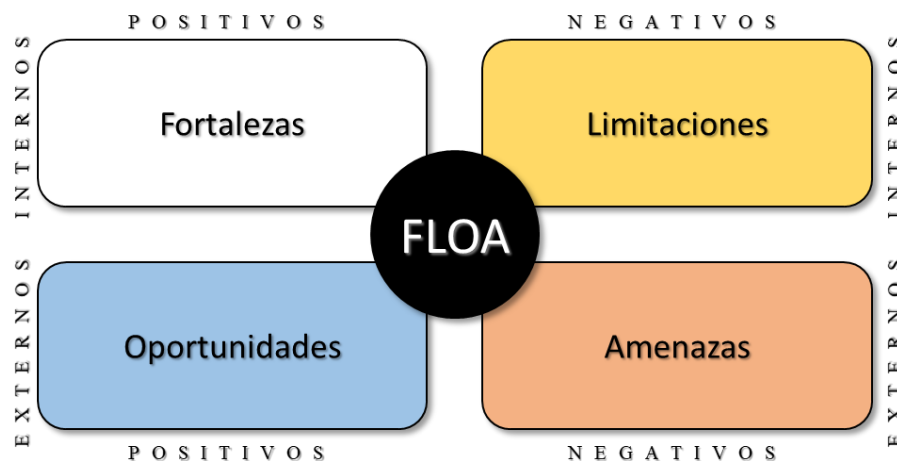 POSITIVOS
NEGATIVOS
INTERNOS
Fortalezas
Limitaciones
INTERNOS
FLOA
EXTERNOS
Oportunidades
Amenazas
EXTERNOS
POSITIVOS
NEGATIVOS